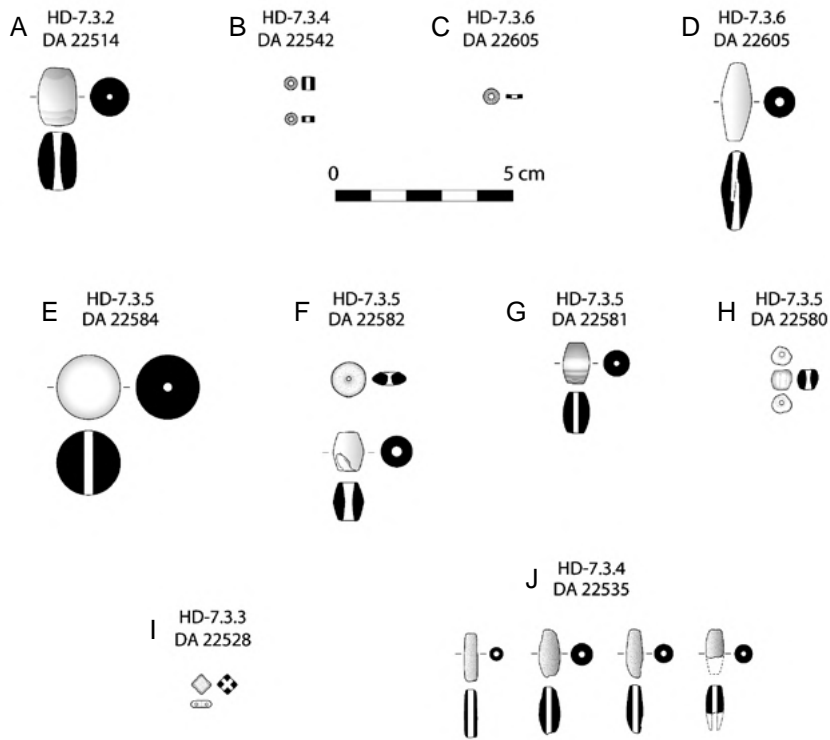 A
HD-7.3.2
DA 22514
B
HD-7.3.4
DA 22542
C
HD-7.3.6
DA 22605
D
HD-7.3.6
DA 22605
0 5 cm
E
HD-7.3.5
DA 22584
F
HD-7.3.5
DA 22582
G
HD-7.3.5
DA 22581
H
HD-7.3.5
DA 22580
I
HD-7.3.3
DA 22528
J
HD-7.3.4
DA 22535